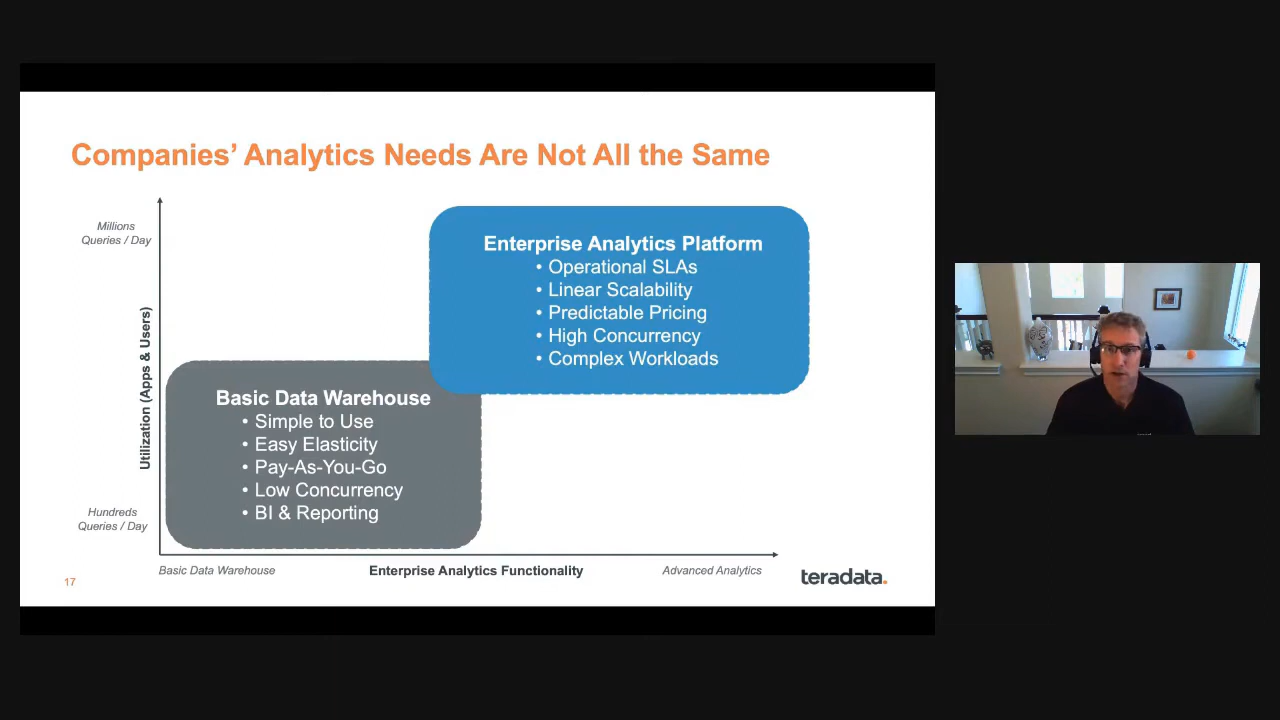 Companies’ Analytics Needs Are Not All the Same
Millions
Queries / Day
Utilization (Apps & Users)
Hundreds
Queries / Day
Enterprise Analytics Platform
• Operational SLAs
• Linear Scalability
• Predictable Pricing
• High Concurrency
• Complex Workloads
Basic Data Warehouse
• Simple to Use
• Easy Elasticity
• Pay-As-You-Go
• Low Concurrency
• BI & Reporting
Basic Data Warehouse
Enterprise Analytics Functionality
Advanced Analytics
17
teradata.